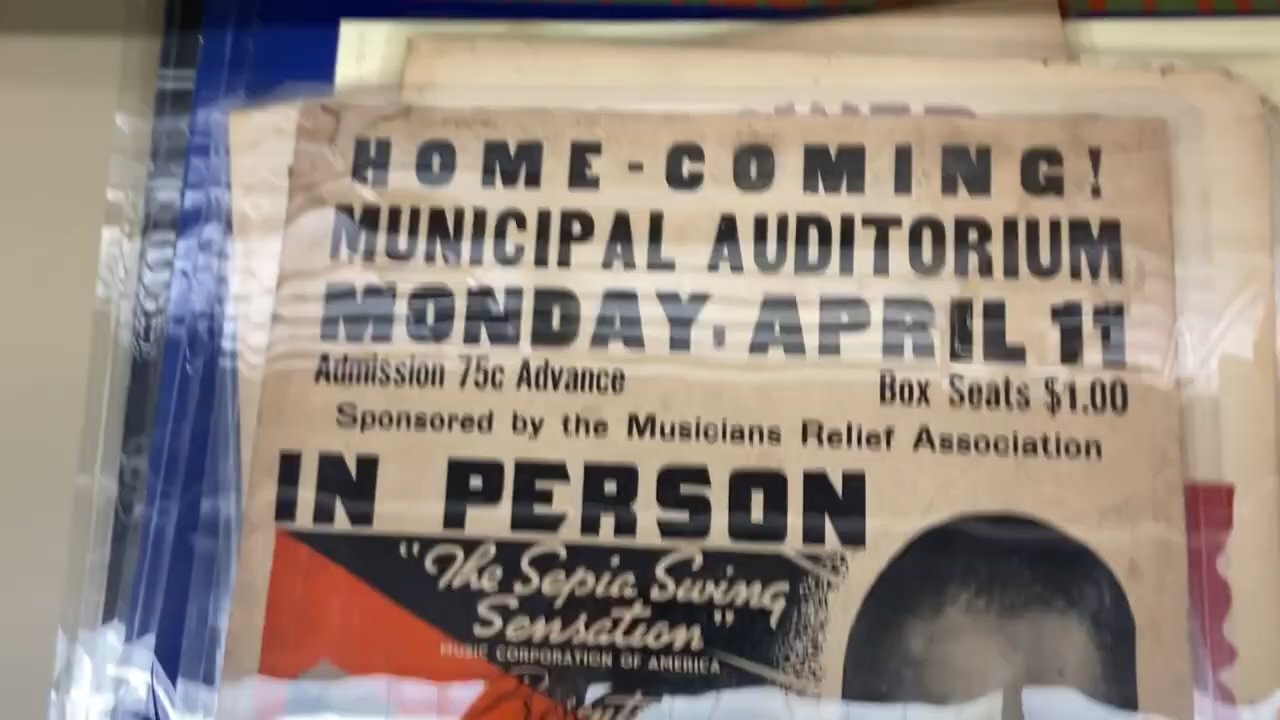 HOME-COMING!
MUNICIPAL AUDITORIUM
MONDAY, APRIL 11
Admission 75c Advance Box Seats $1.00
Sponsored by the Musicians Relief Association
IN PERSON
"The Sepia Swing
Sensation"
MUSIC CORPORATION OF AMERICA